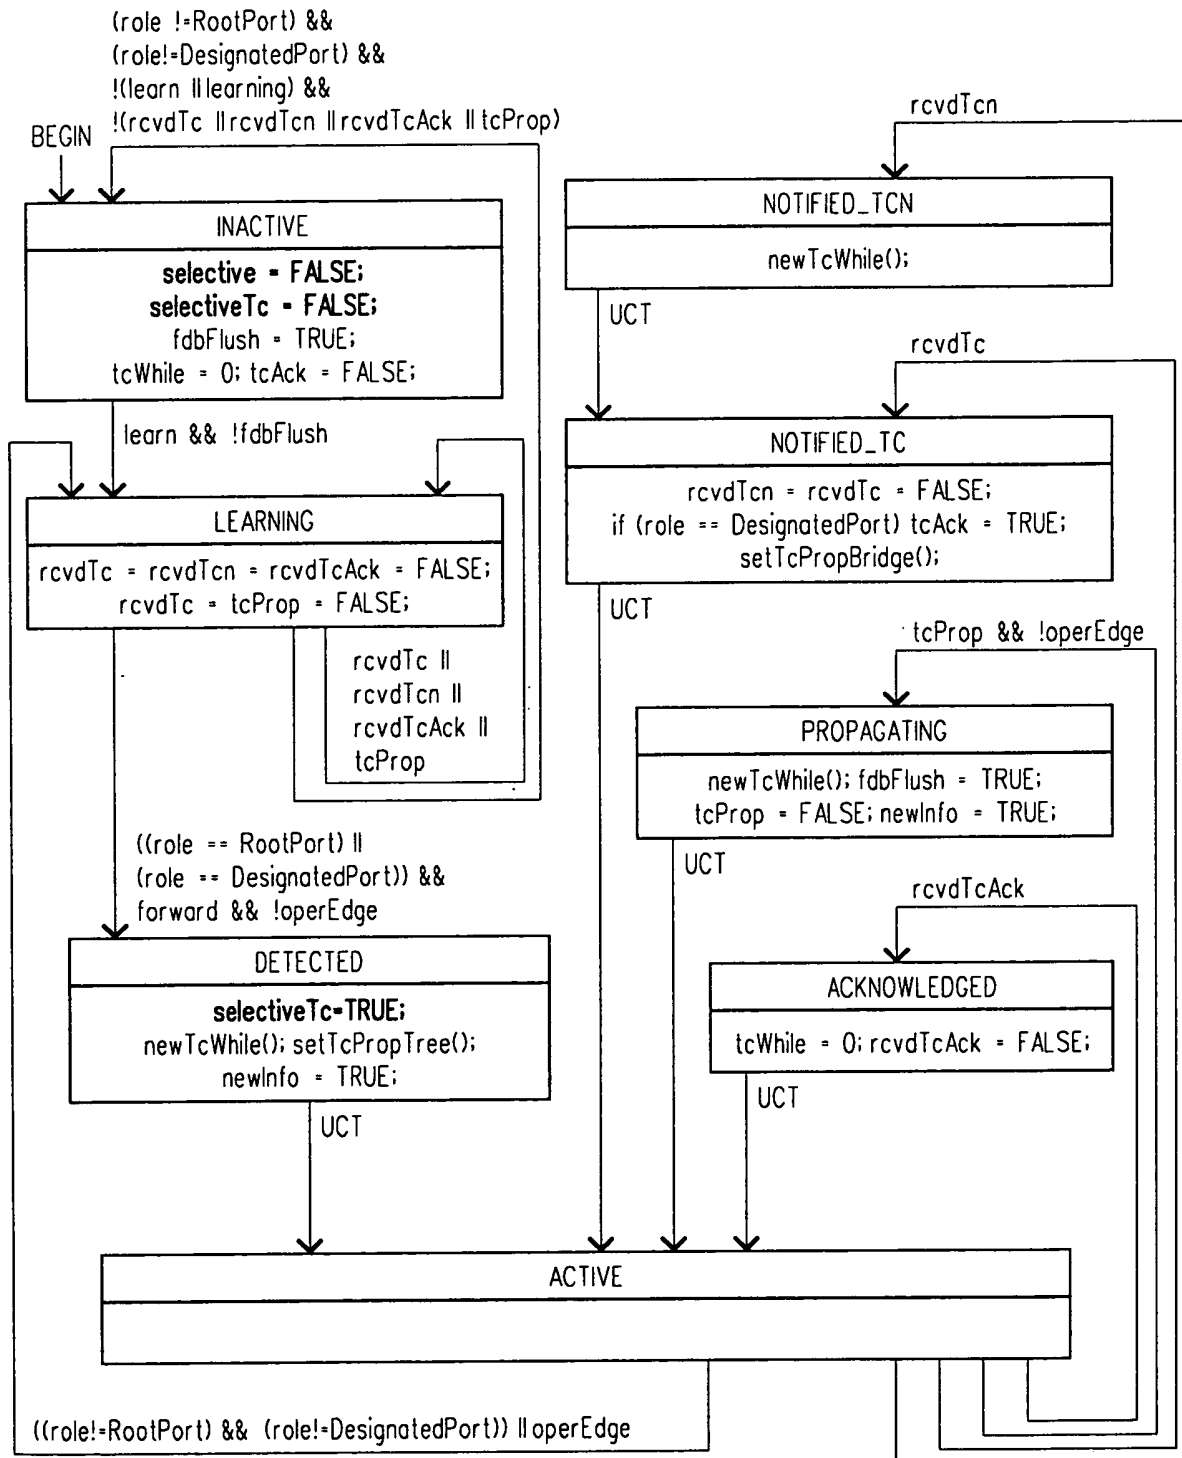 (role !=RootPort) &&
(role!=DesignatedPort) &&
!(learn ||learning) &&
!(rcvdTc ||rcvdTcn ||rcvdTcAck ||tcProp)
BEGIN
INACTIVE
selective = FALSE;
selectiveTc = FALSE;
fdbFlush = TRUE;
tcWhile = 0; tcAck = FALSE;
learn && !fdbFlush
LEARNING
rcvdTc = rcvdTcn = rcvdTcAck = FALSE;
rcvdTc = tcProp = FALSE;
rcvdTc ||
rcvdTcn ||
rcvdTcAck ||
tcProp
((role == RootPort) ||
(role == DesignatedPort)) &&
forward && !operEdge
DETECTED
selectiveTc=TRUE;
newTcWhile(); setTcPropTree();
newInfo = TRUE;
UCT
rcvdTcn
NOTIFIED_TCN
newTcWhile();
UCT
rcvdTc
NOTIFIED_TC
rcvdTcn = rcvdTc = FALSE;
if (role == DesignatedPort) tcAck = TRUE;
setTcPropBridge();
UCT
tcProp && !operEdge
PROPAGATING
newTcWhile(); fdbFlush = TRUE;
tcProp = FALSE; newInfo = TRUE;
UCT
rcvdTcAck
ACKNOWLEDGED
tcWhile = 0; rcvdTcAck = FALSE;
UCT
ACTIVE
((role!=RootPort) && (role!=DesignatedPort)) ||operEdge